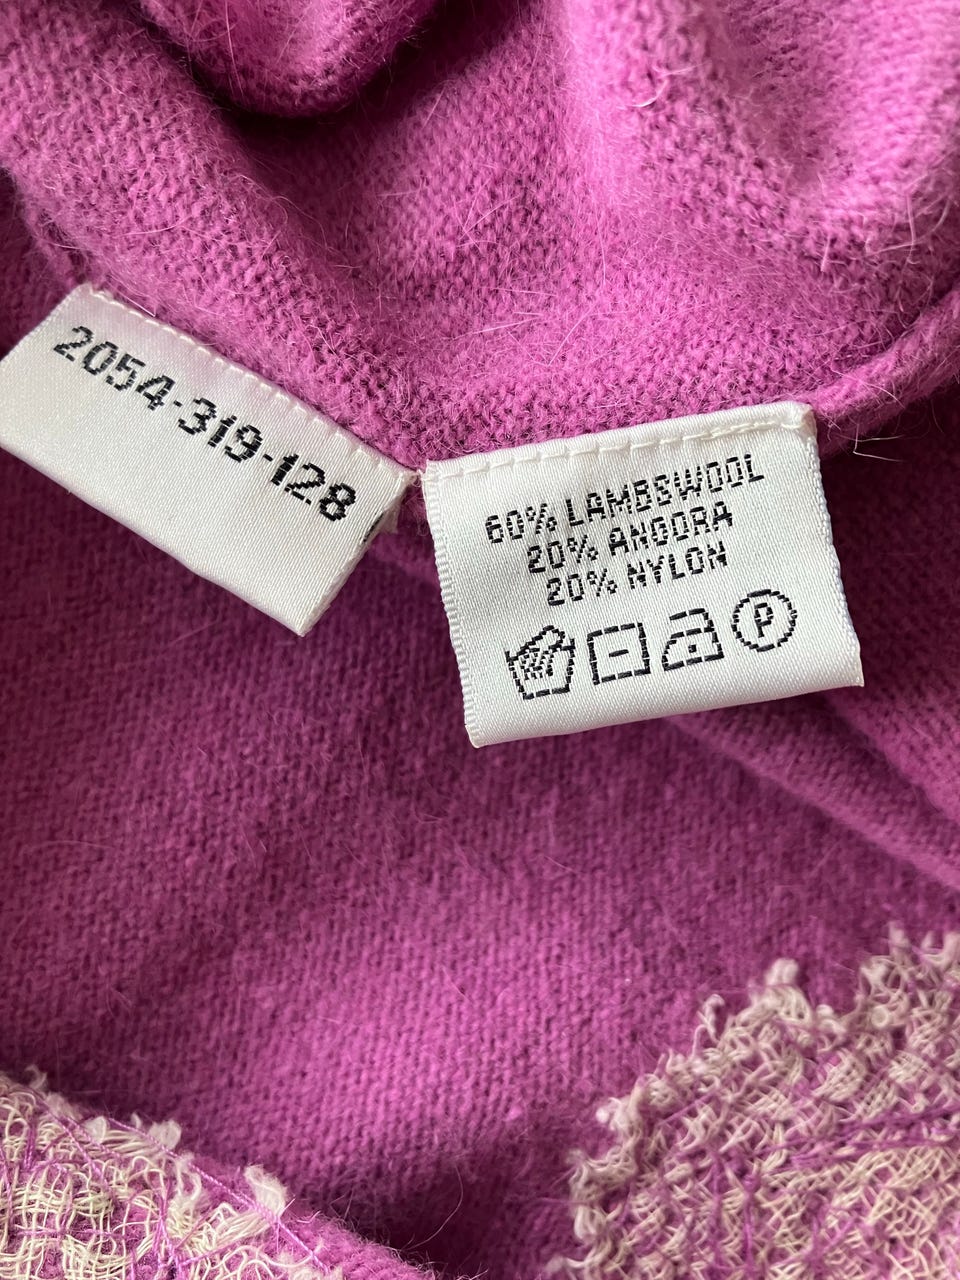 2054-319-128
60% LAMBSWOOL
20% ANGORA
20% NYLON
P